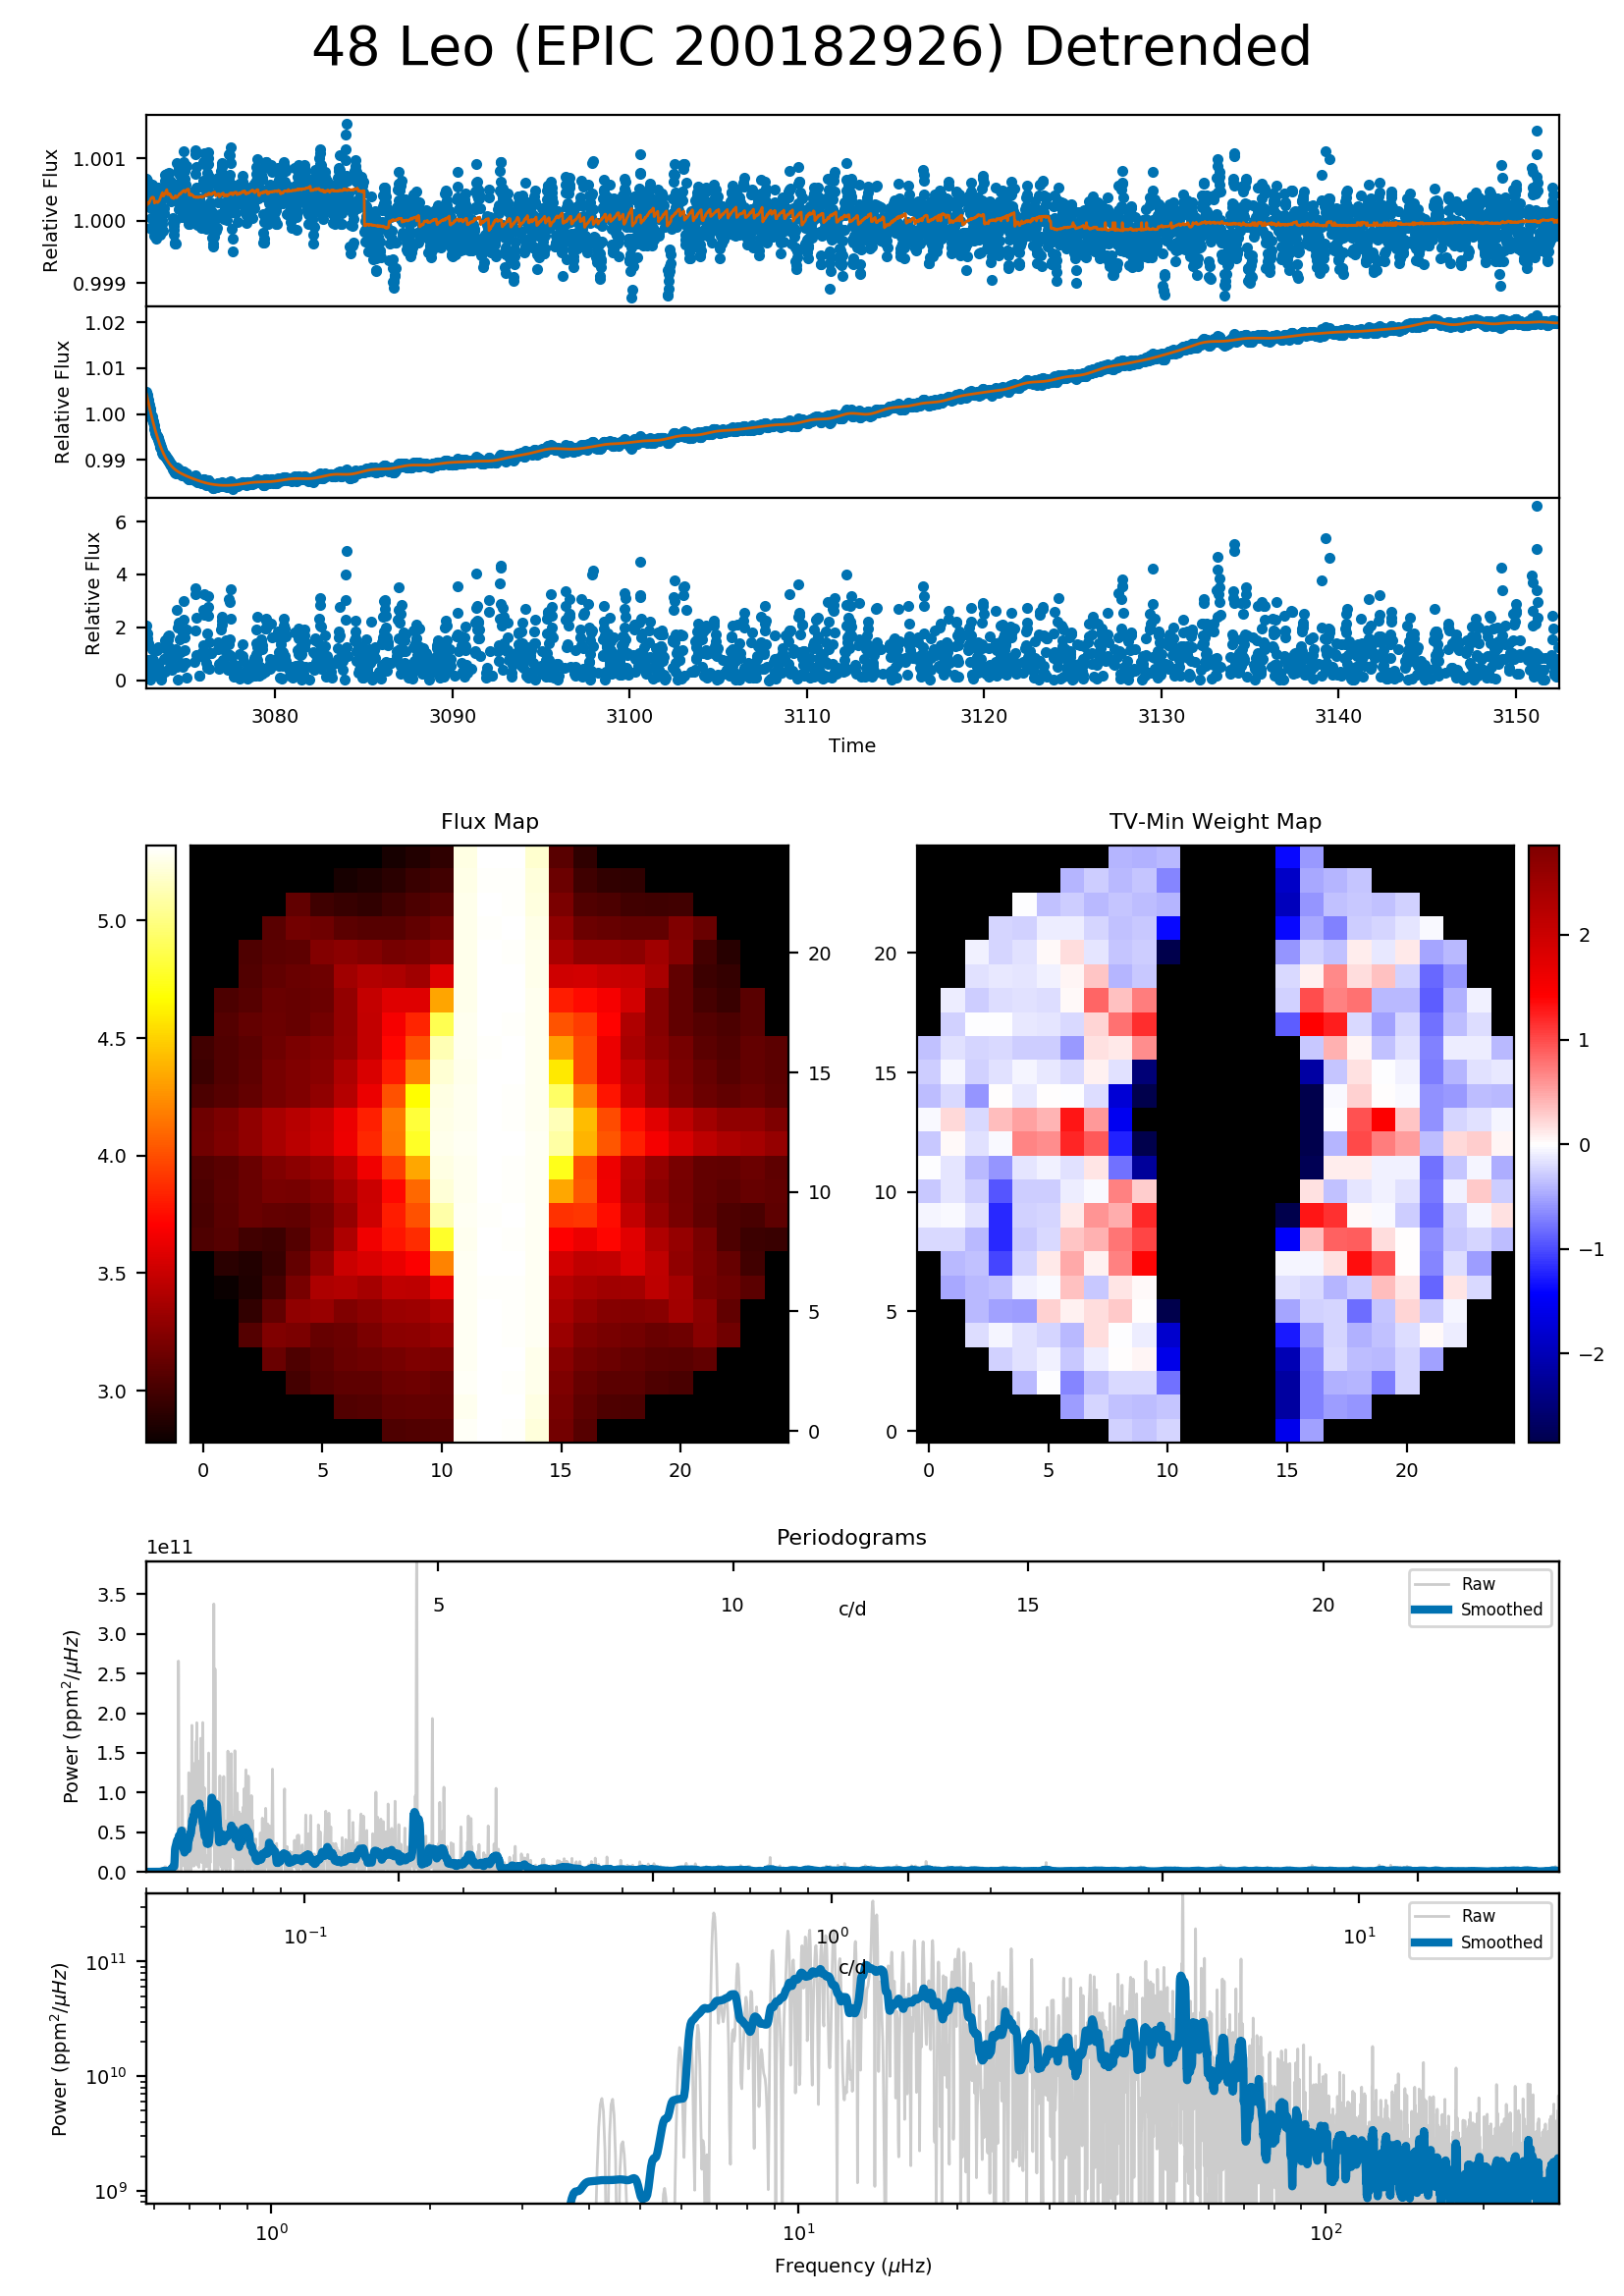 48 Leo (EPIC 200182926) Detrended
Relative Flux
1.001
1.000
0.999
Relative Flux
1.02
1.01
1.00
0.99
Relative Flux
6
4
2
0
3080 3090 3100 3110 3120 3130 3140 3150
Time
Flux Map
TV-Min Weight Map
5.0
4.5
4.0
3.5
3.0
20
15
10
5
0
0 5 10 15 20
20
15
10
5
0
0 5 10 15 20
2
1
0
−1
−2
Periodograms
1e11
Power (ppm²/μHz)
3.5
3.0
2.5
2.0
1.5
1.0
0.5
0.0
5 10 15 20
c/d
Raw
Smoothed
Power (ppm²/μHz)
10¹¹
10¹⁰
10⁹
10⁻¹ 10⁰ 10¹
c/d
Raw
Smoothed
10⁰ 10¹ 10²
Frequency (μHz)